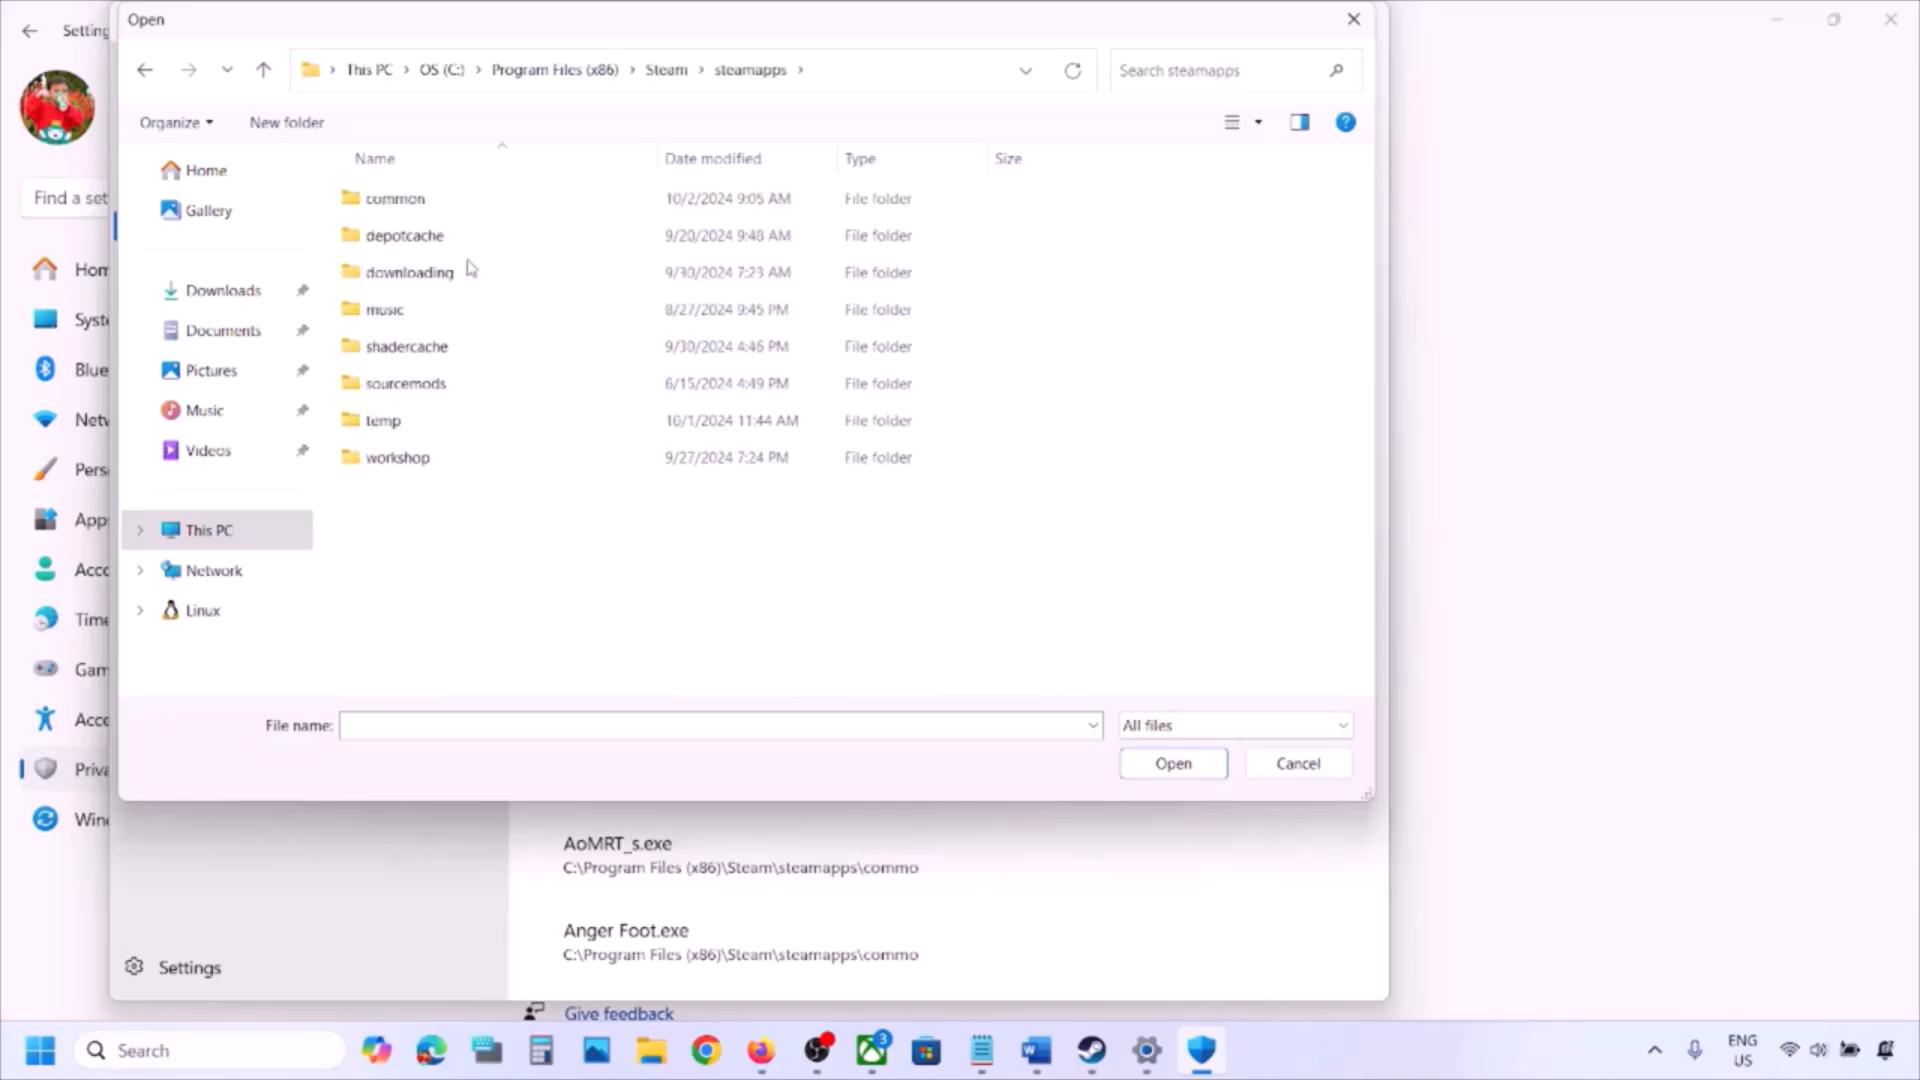 Open
Setting
This PC
OS (C:)
Program Files (x86)
Steam
steamapps
Search steamapps
Organize
New folder
Name
Date modified
Type
Size
Home
Gallery
Downloads
Documents
Pictures
Music
Videos
This PC
Network
Linux
common 10/2/2024 9:05 AM File folder
depotcache 9/20/2024 9:48 AM File folder
downloading 9/30/2024 7:23 AM File folder
music 8/27/2024 9:45 PM File folder
shadercache 9/30/2024 4:46 PM File folder
sourcemods 6/15/2024 4:49 PM File folder
temp 10/1/2024 11:44 AM File folder
workshop 9/27/2024 7:24 PM File folder
File name:
All files
Open
Cancel
Find a set
Hom
Syste
Blue
Netw
Pers
Apps
Acco
Time
Gam
Acce
Priva
Wind
AoMRT_s.exe
C:\Program Files (x86)\Steam\steamapps\commo
Anger Foot.exe
C:\Program Files (x86)\Steam\steamapps\commo
Settings
Give feedback
Search
3
ENG
US